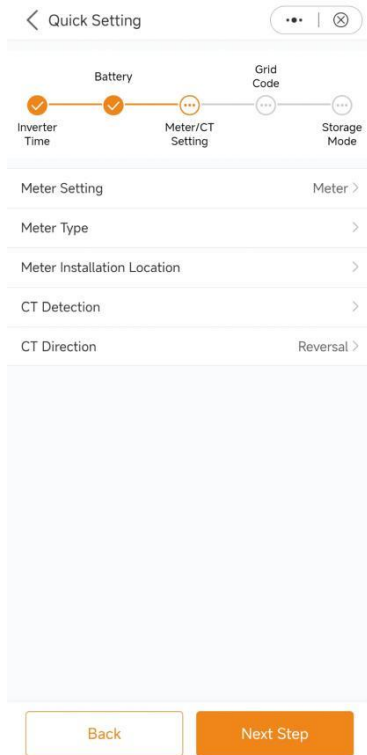 Quick Setting
Battery
Grid
Code
Inverter
Time
Meter/CT
Setting
Storage
Mode
Meter Setting Meter
Meter Type
Meter Installation Location
CT Detection
CT Direction Reversal
Back Next Step